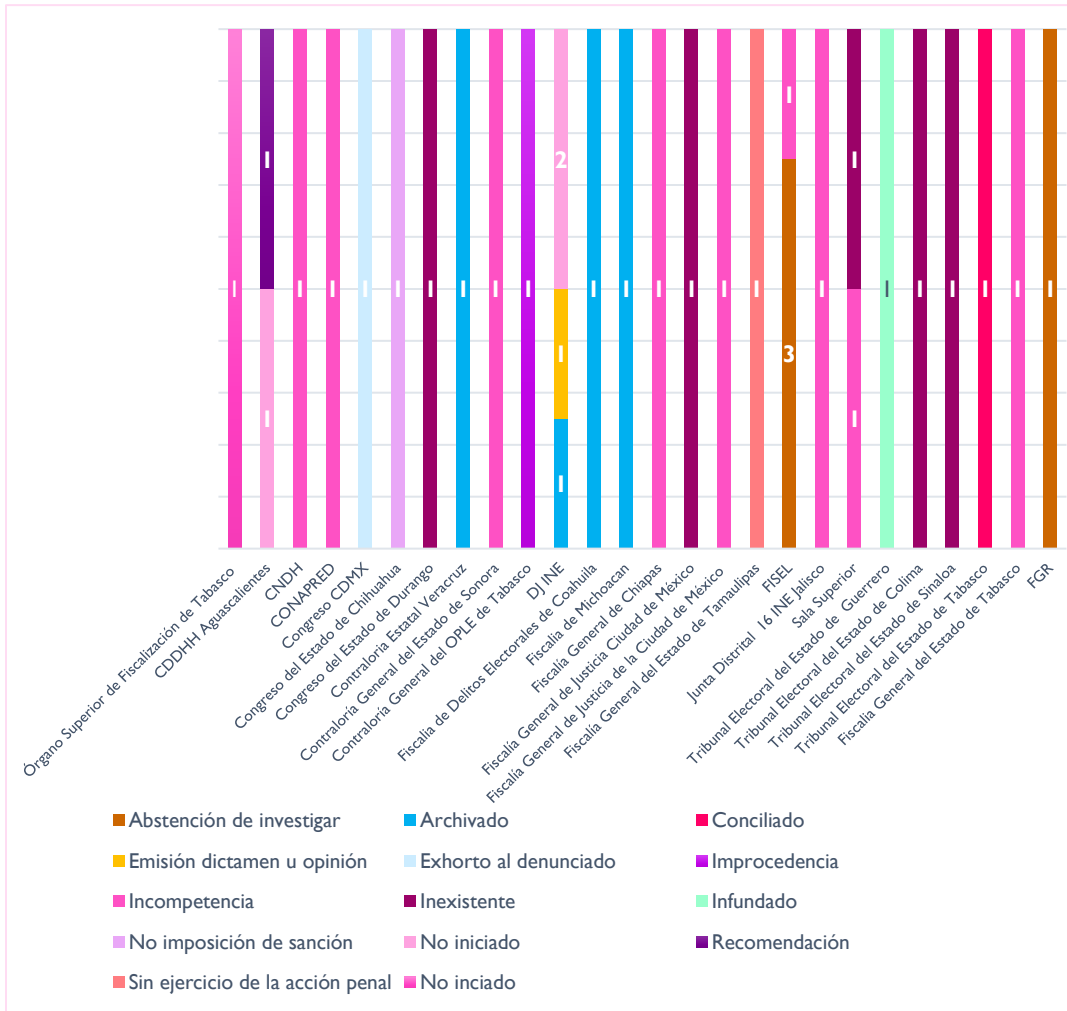 1
1 2 1
1 1 1 1 1 1 1 1 1 1 1 1 1 1 1 1 1 1 1 1 1 1
1 3
1 1
1
Órgano Superior de Fiscalización de Tabasco
CDDHH Aguascalientes
CNDH
CONAPRED
Congreso CDMX
Congreso del Estado de Chihuahua
Congreso del Estado de Durango
Contraloría Estatal Veracruz
Contraloría General del Estado de Sonora
Contraloría General del OPLE de Tabasco
DJ INE
Fiscalia de Delitos Electorales de Coahuila
Fiscalia de Michoacan
Fiscalía General de Chiapas
Fiscalía General de Justicia Ciudad de México
Fiscalía General de Justicia de la Ciudad de México
Fiscalía General del Estado de Tamaulipas
FISEL
Junta Distrital 16 INE Jalisco
Sala Superior
Tribunal Electoral del Estado de Guerrero
Tribunal Electoral del Estado de Colima
Tribunal Electoral del Estado de Sinaloa
Tribunal Electoral del Estado de Tabasco
Fiscalía General del Estado de Tabasco
FGR
Abstención de investigar
Archivado
Conciliado
Emisión dictamen u opinión
Exhorto al denunciado
Improcedencia
Incompetencia
Inexistente
Infundado
No imposición de sanción
No iniciado
Recomendación
Sin ejercicio de la acción penal
No inciado